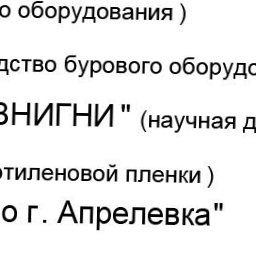 о оборудования )
дство бурового оборудо
ВНИГНИ" (научная д
отиленовой пленки )
о г. Апрелевка"